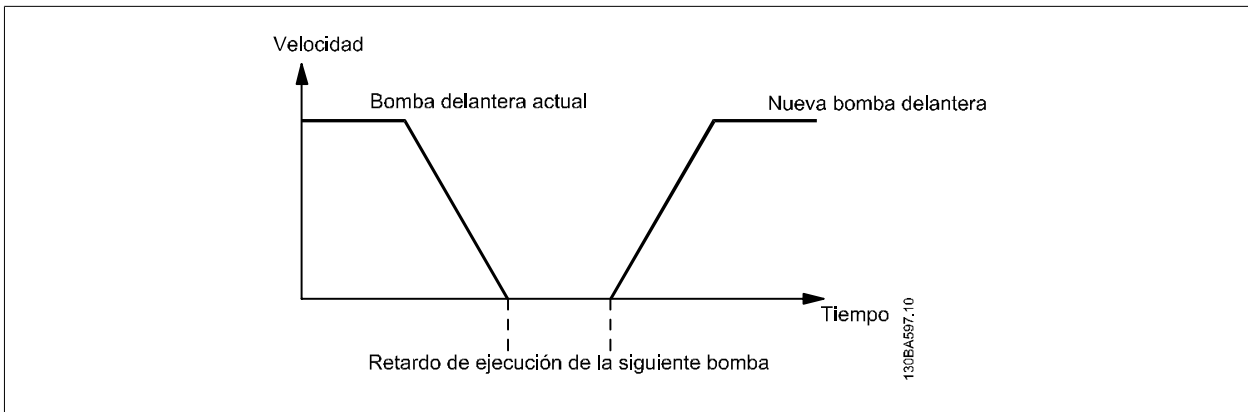 Velocidad
Bomba delantera actual
Nueva bomba delantera
Tiempo
Retardo de ejecución de la siguiente bomba
130BA597.10